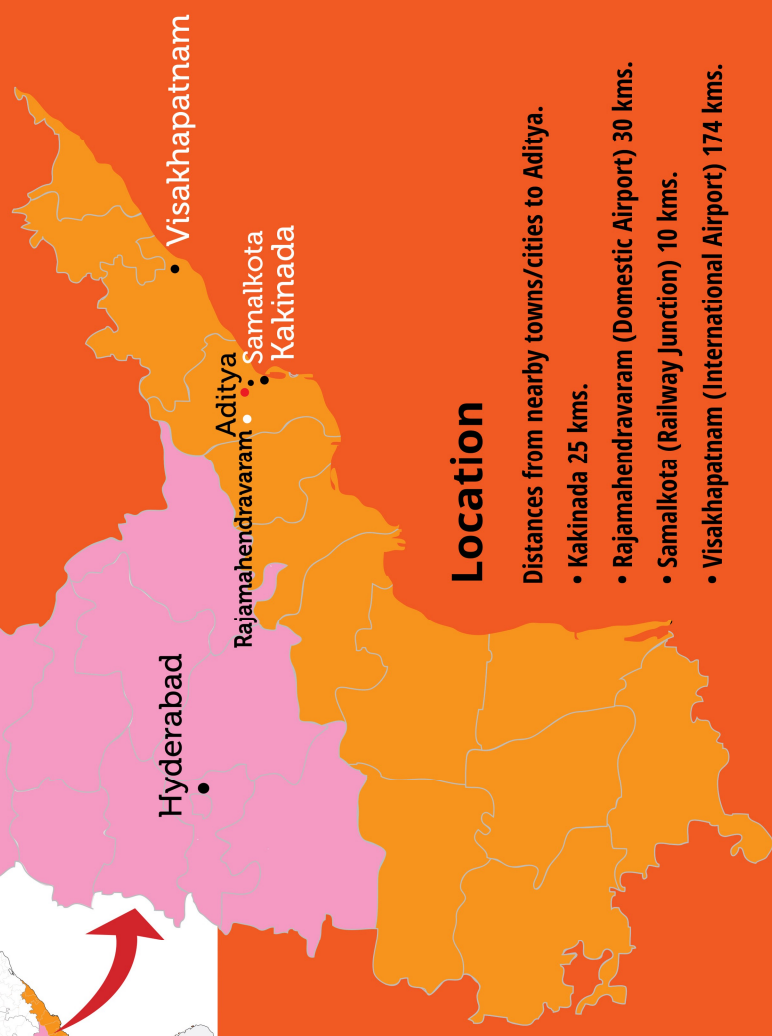 Visakhapatnam
Aditya
Samalkota
Kakinada
Rajamahendravaram
Hyderabad
Location
Distances from nearby towns/cities to Aditya.
• Kakinada 25 kms.
• Rajamahendravaram (Domestic Airport) 30 kms.
• Samalkota (Railway Junction) 10 kms.
• Visakhapatnam (International Airport) 174 kms.